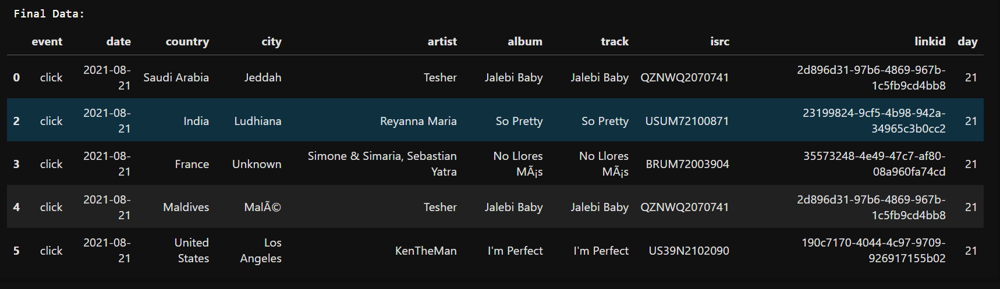 Final Data:
event date country city artist album track isrc linkid day
0 click 2021-08-21 Saudi Arabia Jeddah Tesher Jalebi Baby Jalebi Baby QZNWQ2070741 2d896d31-97b6-4869-967b-1c5fb9cd4bb8 21
2 click 2021-08-21 India Ludhiana Reyanna Maria So Pretty So Pretty USUM72100871 23199824-9cf5-4b98-942a-34965c3b0cc2 21
3 click 2021-08-21 France Unknown Simone & Simaria, Sebastian Yatra No Llores MÃ¡s No Llores MÃ¡s BRUM72003904 35573248-4e49-47c7-af80-08a960fa74cd 21
4 click 2021-08-21 Maldives MalÃ© Tesher Jalebi Baby Jalebi Baby QZNWQ2070741 2d896d31-97b6-4869-967b-1c5fb9cd4bb8 21
5 click 2021-08-21 United States Los Angeles KenTheMan I'm Perfect I'm Perfect US39N2102090 190c7170-4044-4c97-9709-926917155b02 21